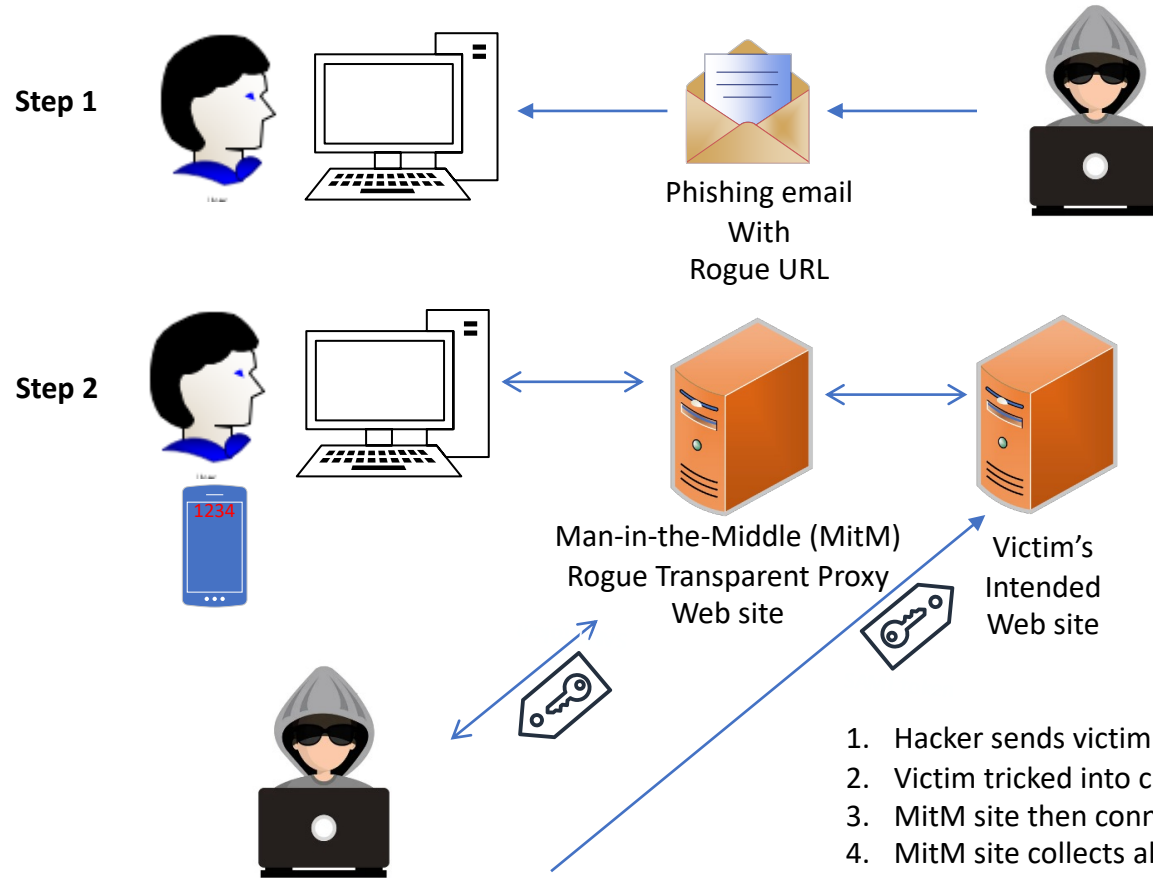 Step 1
Phishing email
With
Rogue URL
Step 2
1234
Man-in-the-Middle (MitM)
Rogue Transparent Proxy
Web site
Victim's
Intended
Web site
1. Hacker sends victim
2. Victim tricked into c
3. MitM site then conn
4. MitM site collects al